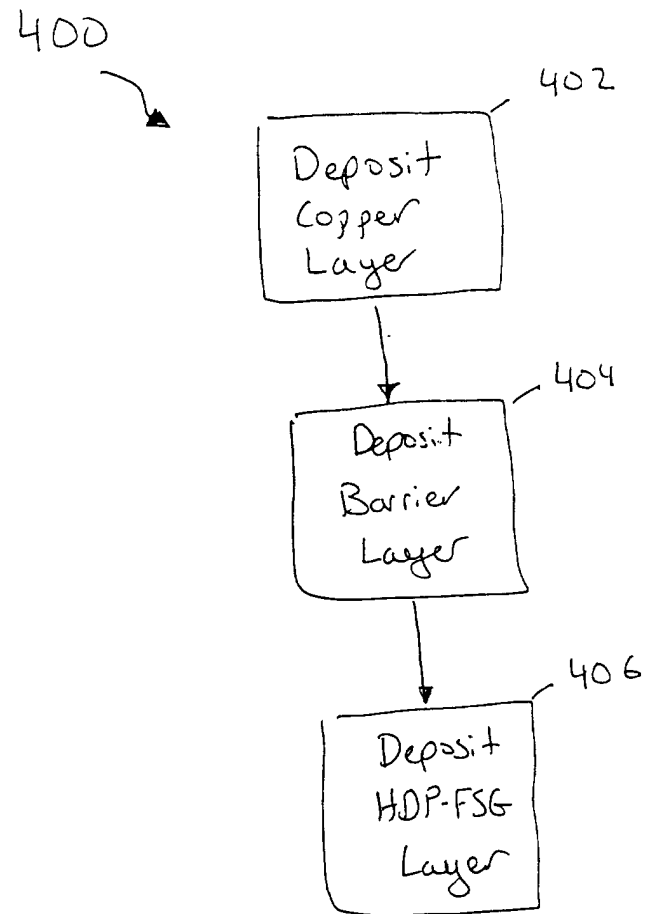 400
402
Deposit
Copper
Layer
404
Deposit
Barrier
Layer
406
Deposit
HDP-FSG
Layer